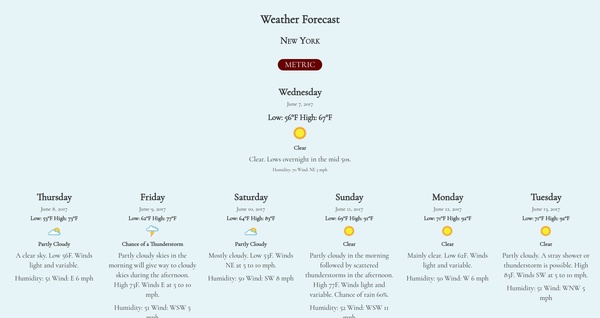 Weather Forecast
New York
METRIC
Wednesday
June 7, 2017
Low: 56°F High: 67°F
Clear
Clear. Lows overnight in the mid 50s.
Humidity: 70 Wind: NE 5 mph
Thursday
June 8, 2017
Low: 55°F High: 75°F
Partly Cloudy
A clear sky. Low 56F. Winds
light and variable.
Humidity: 51 Wind: E 6 mph
Friday
June 9, 2017
Low: 62°F High: 77°F
Chance of a Thunderstorm
Partly cloudy skies in the
morning will give way to cloudy
skies during the afternoon.
High 73F. Winds E at 5 to 10
mph.
Humidity: 51 Wind: WSW 5
mph
Saturday
June 10, 2017
Low: 64°F High: 85°F
Partly Cloudy
Mostly cloudy. Low 53F. Winds
NE at 5 to 10 mph.
Humidity: 50 Wind: SW 8 mph
Sunday
June 11, 2017
Low: 69°F High: 91°F
Clear
Partly cloudy in the morning
followed by scattered
thunderstorms in the afternoon.
High 77F. Winds light and
variable. Chance of rain 60%.
Humidity: 52 Wind: WSW 11
mph
Monday
June 12, 2017
Low: 71°F High: 92°F
Clear
Mainly clear. Low 62F. Winds
light and variable.
Humidity: 50 Wind: W 6 mph
Tuesday
June 13, 2017
Low: 71°F High: 92°F
Clear
Partly cloudy. A stray shower or
thunderstorm is possible. High
85F. Winds SW at 5 to 10 mph.
Humidity: 51 Wind: WNW 5
mph